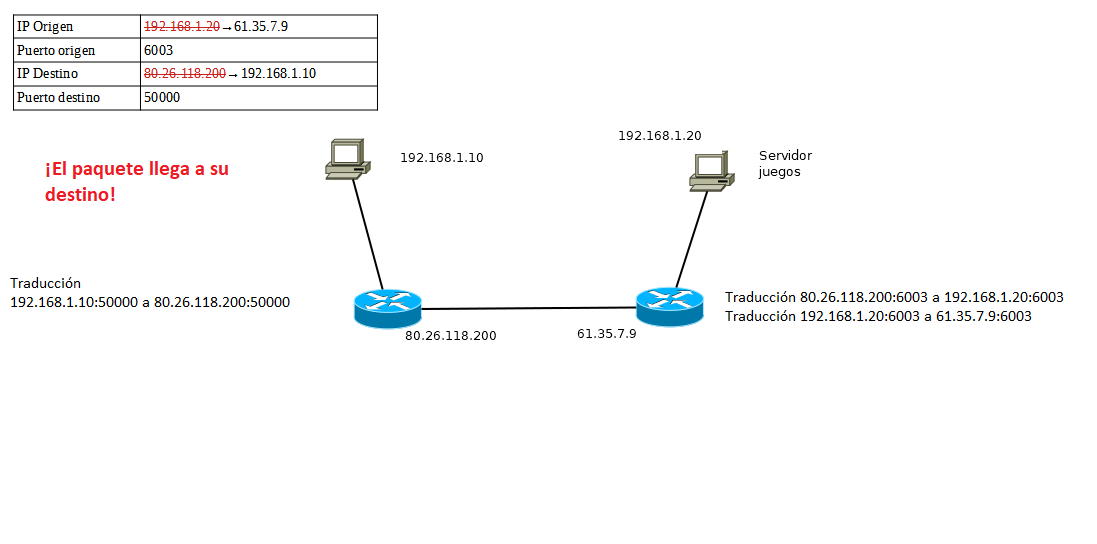 IP Origen 192.168.1.20→61.35.7.9
Puerto origen 6003
IP Destino 80.26.118.200→192.168.1.10
Puerto destino 50000
192.168.1.20
192.168.1.10
Servidor
juegos
¡El paquete llega a su
destino!
Traducción
192.168.1.10:50000 a 80.26.118.200:50000
Traducción 80.26.118.200:6003 a 192.168.1.20:6003
Traducción 192.168.1.20:6003 a 61.35.7.9:6003
80.26.118.200
61.35.7.9